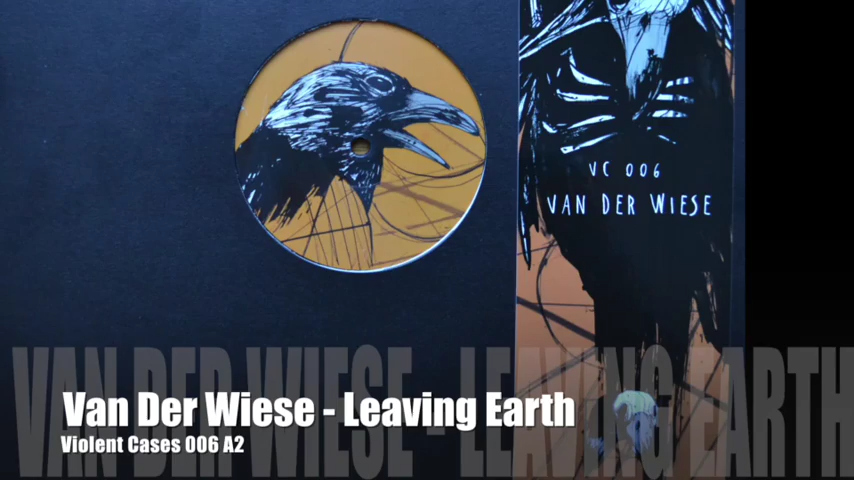 VC 006
VAN DER WIESE
VAN DER WIESE - LEAVING EARTH
Van Der Wiese - Leaving Earth
Violent Cases 006 A2